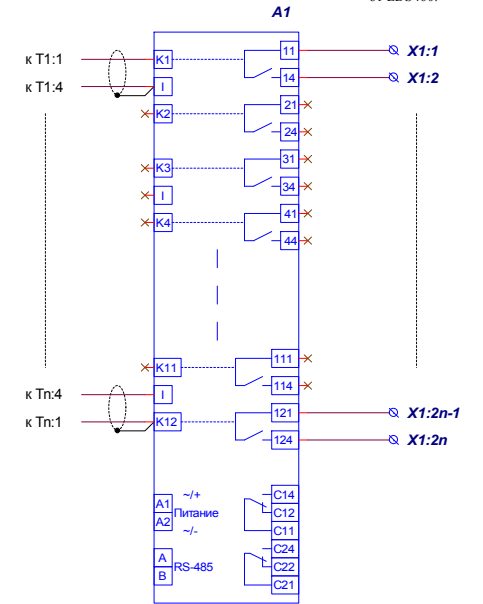 A1
K1 11 X1:1
к T1:1
I 14 X1:2
к T1:4
K2 21
24
K3 31
I 34
K4 41
44
K11 111
114
к Tn:4 I
121 X1:2n-1
к Tn:1 K12
124 X1:2n
A1 ~/+ C14
Питание C12
A2 ~/- C11
C24
A RS-485 C22
B C21